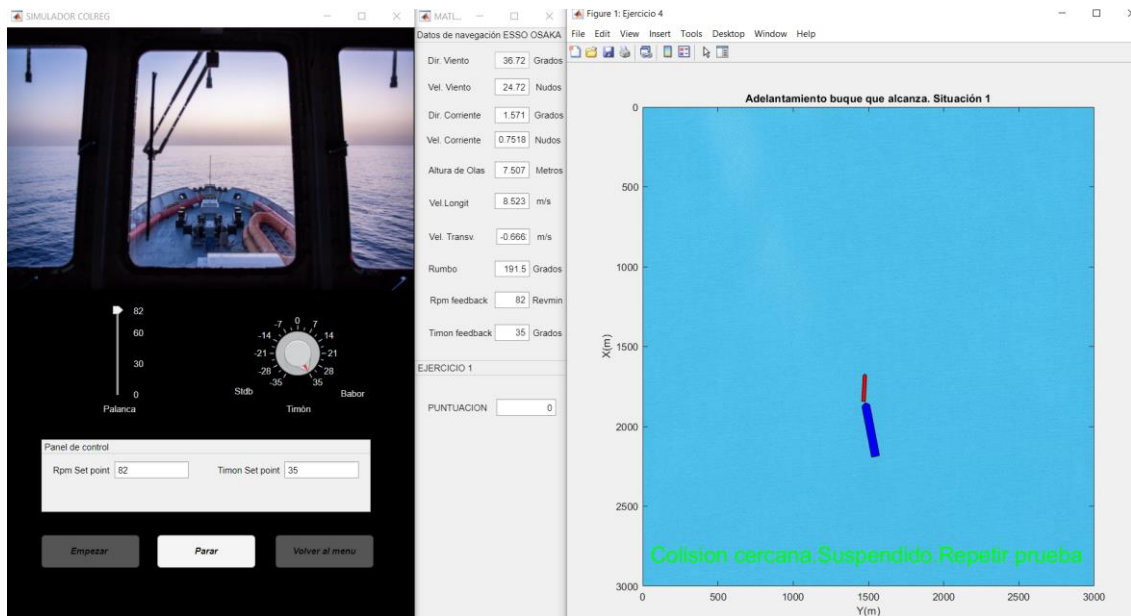 SIMULADOR COLREG
82
60
30
0
Palanca
-35
-28
-21
-14
-7
0
7
14
21
28
35
Stdb
Babor
Timón
Panel de control
Rpm Set point 82 Timon Set point 35
Empezar Parar Volver al menu
MATL...
Datos de navegación ESSO OSAKA
Dir. Viento 36.72 Grados
Vel. Viento 24.72 Nudos
Dir. Corriente 1.571 Grados
Vel. Corriente 0.7518 Nudos
Altura de Olas 7.507 Metros
Vel.Longit 8.523 m/s
Vel. Transv. -0.666 m/s
Rumbo 191.5 Grados
Rpm feedback 82 Revmin
Timon feedback 35 Grados
EJERCICIO 1
PUNTUACION 0
Figure 1: Ejercicio 4
File Edit View Insert Tools Desktop Window Help
Adelantamiento buque que alcanza. Situación 1
0
500
1000
1500
2000
2500
3000
X(m)
Colision cercana.Suspendido.Repetir prueba
0 500 1000 1500 2000 2500 3000
Y(m)